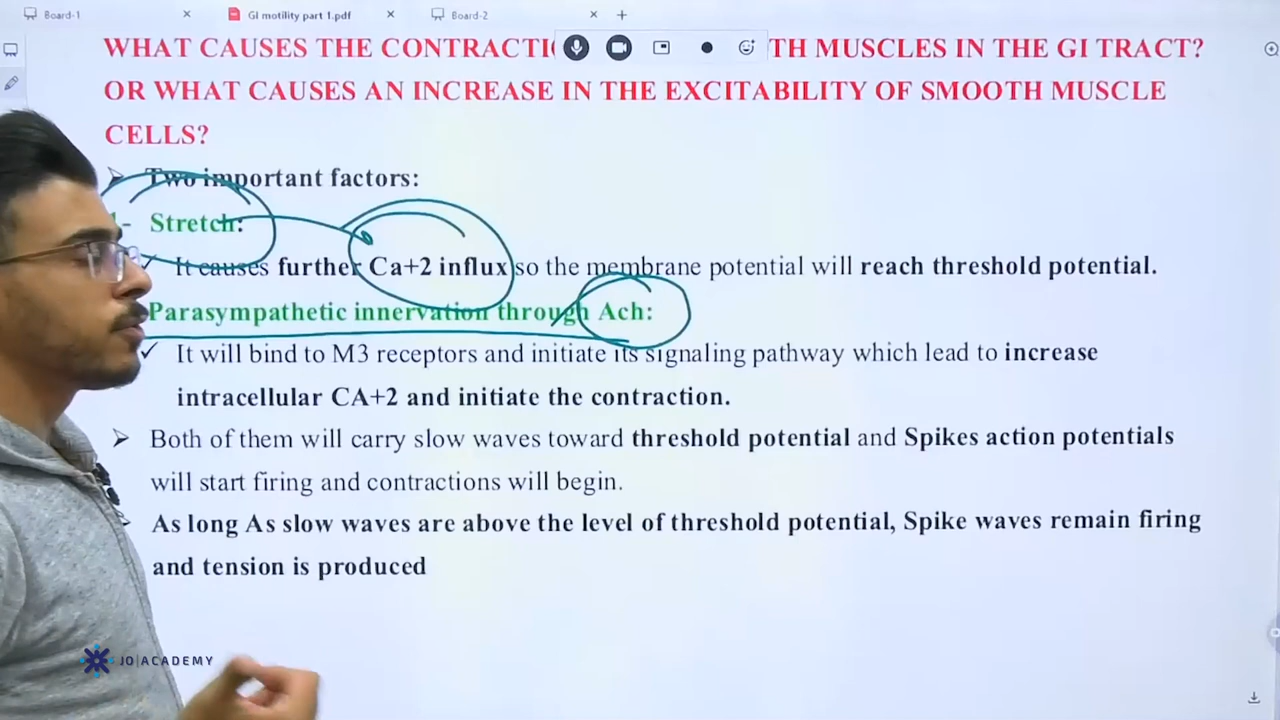 Board-1
GI motility part 1.pdf
Board-2
WHAT CAUSES THE TH MUSCLES IN THE GI TRACT?
OR WHAT CAUSES AN INCREASE IN THE EXCITABILITY OF SMOOTH MUSCLE
CELLS?
Two important factors:
1- Stretch:
It causes further Ca+2 influx so the membrane potential will reach threshold potential.
Parasympathetic innervation through Ach:
It will bind to M3 receptors and initiate its signaling pathway which lead to increase
intracellular CA+2 and initiate the contraction.
Both of them will carry slow waves toward threshold potential and Spikes action potentials
will start firing and contractions will begin.
As long As slow waves are above the level of threshold potential, Spike waves remain firing
and tension is produced
JO|ACADEMY